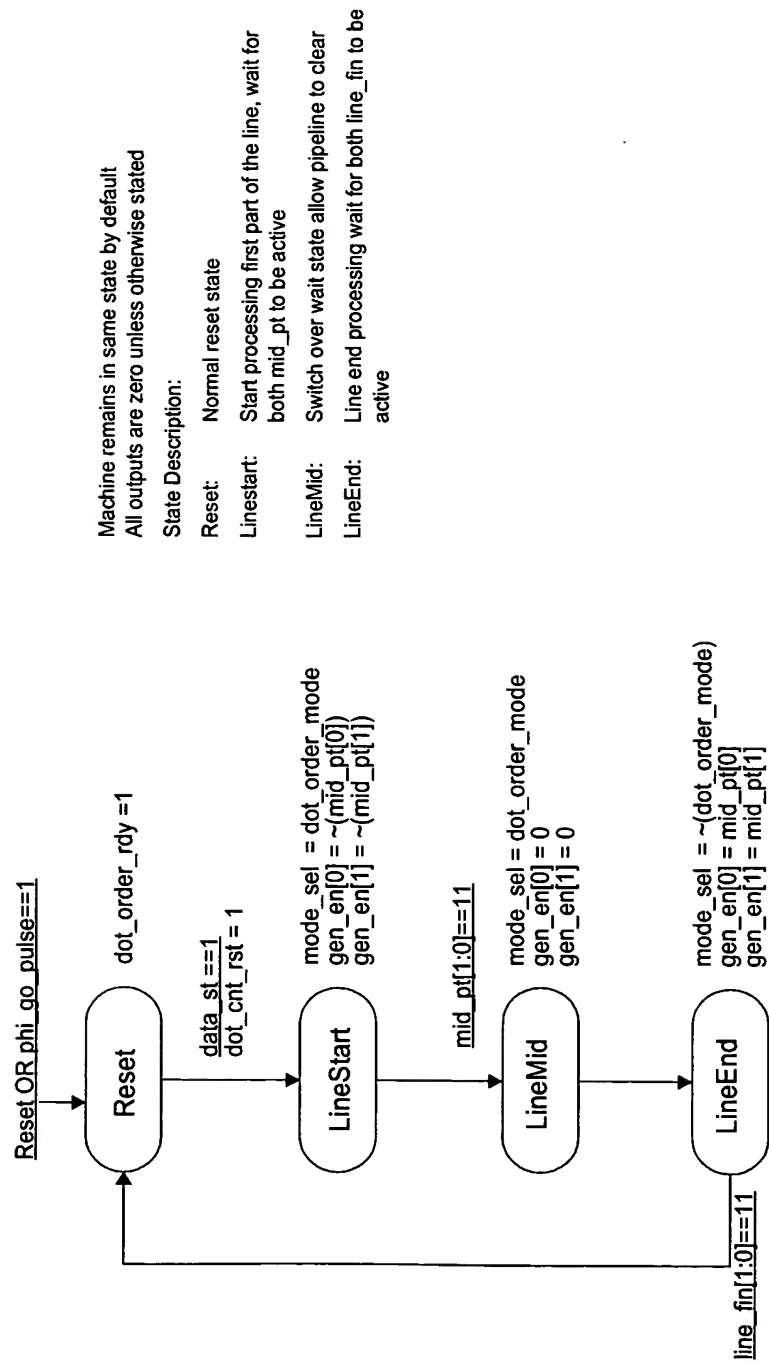 Reset OR phi_go_pulse==1
Reset
dot_order_rdy =1
data_st ==1
dot_cnt_rst = 1
LineStart
mode_sel = dot_order_mode
gen_en[0] = ~(mid_pt[0])
gen_en[1] = ~(mid_pt[1])
mid_pt[1:0]==11
LineMid
mode_sel = dot_order_mode
gen_en[0] = 0
gen_en[1] = 0
LineEnd
mode_sel = ~(dot_order_mode)
gen_en[0] = mid_pt[0]
gen_en[1] = mid_pt[1]
line_fin[1:0]==11
Machine remains in same state by default
All outputs are zero unless otherwise stated
State Description:
Reset: Normal reset state
Linestart: Start processing first part of the line, wait for
both mid_pt to be active
LineMid: Switch over wait state allow pipeline to clear
LineEnd: Line end processing wait for both line_fin to be
active